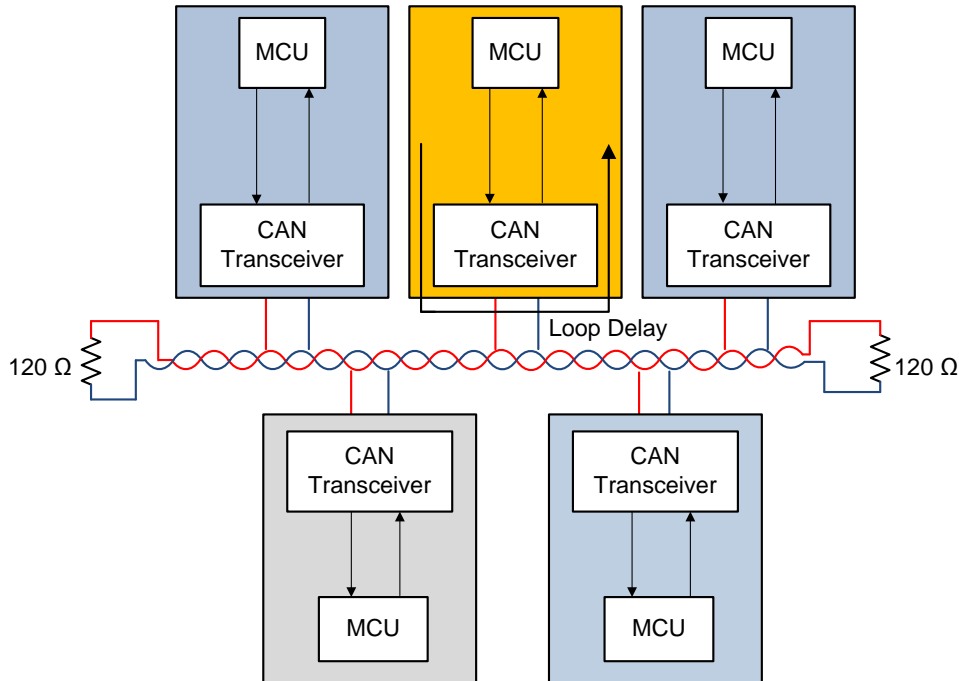 MCU
MCU
MCU
CAN
Transceiver
CAN
Transceiver
CAN
Transceiver
Loop Delay
120 Ω
120 Ω
CAN
Transceiver
CAN
Transceiver
MCU
MCU